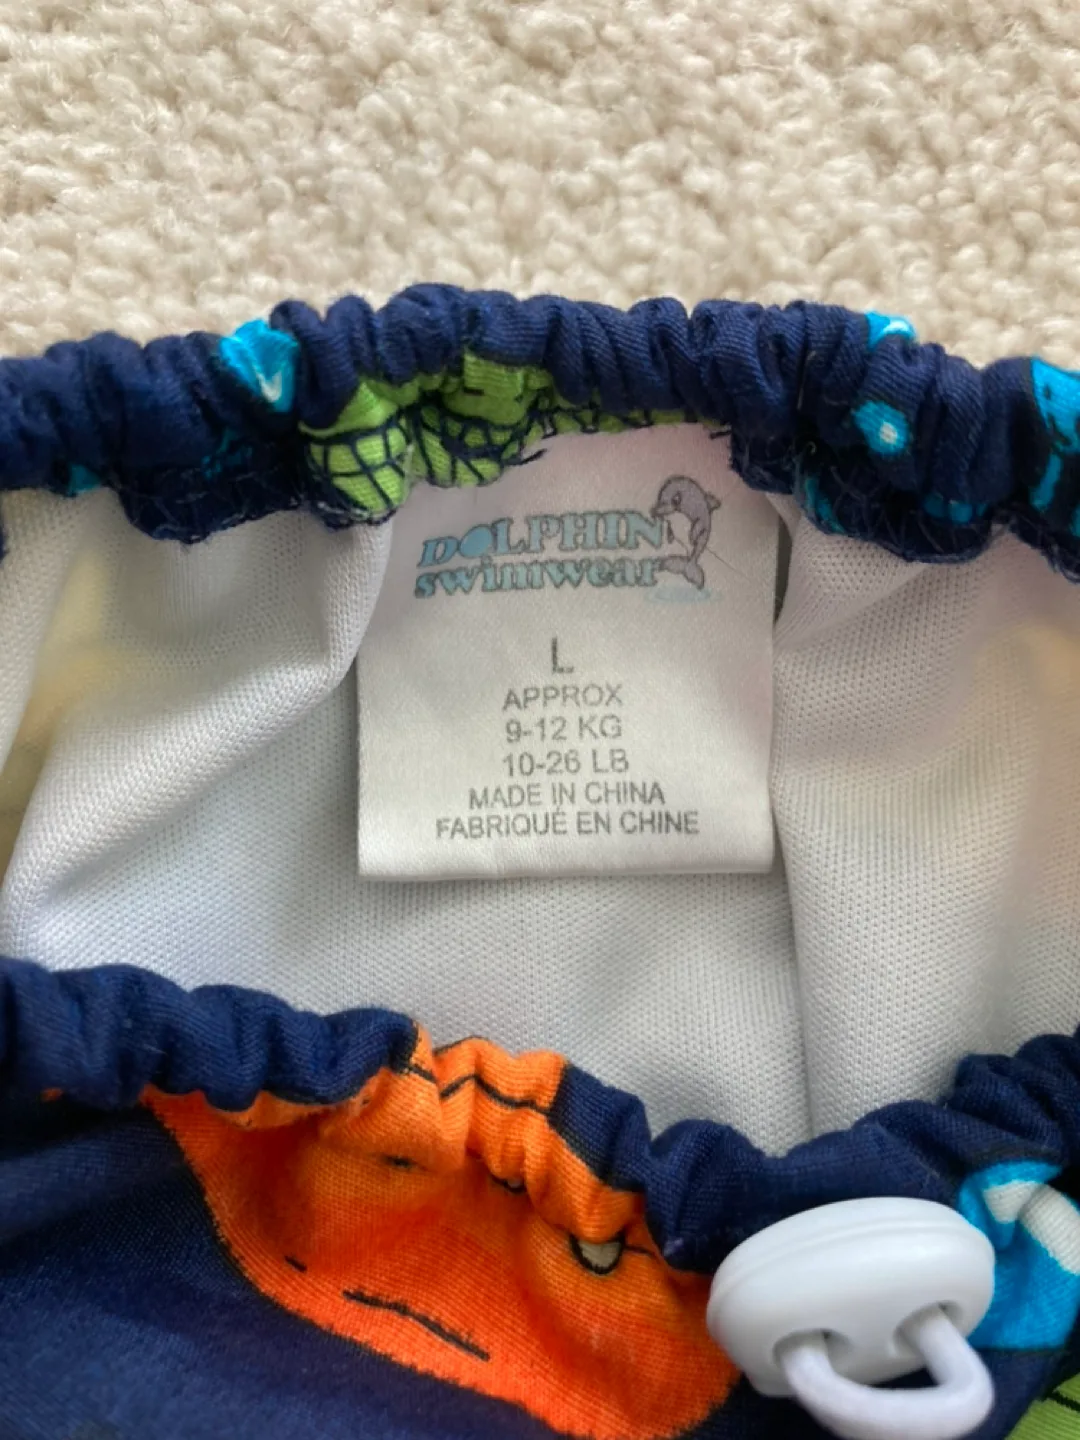 DOLPHIN
swimwear
L
APPROX
9-12 KG
10-26 LB
MADE IN CHINA
FABRIQUÉ EN CHINE